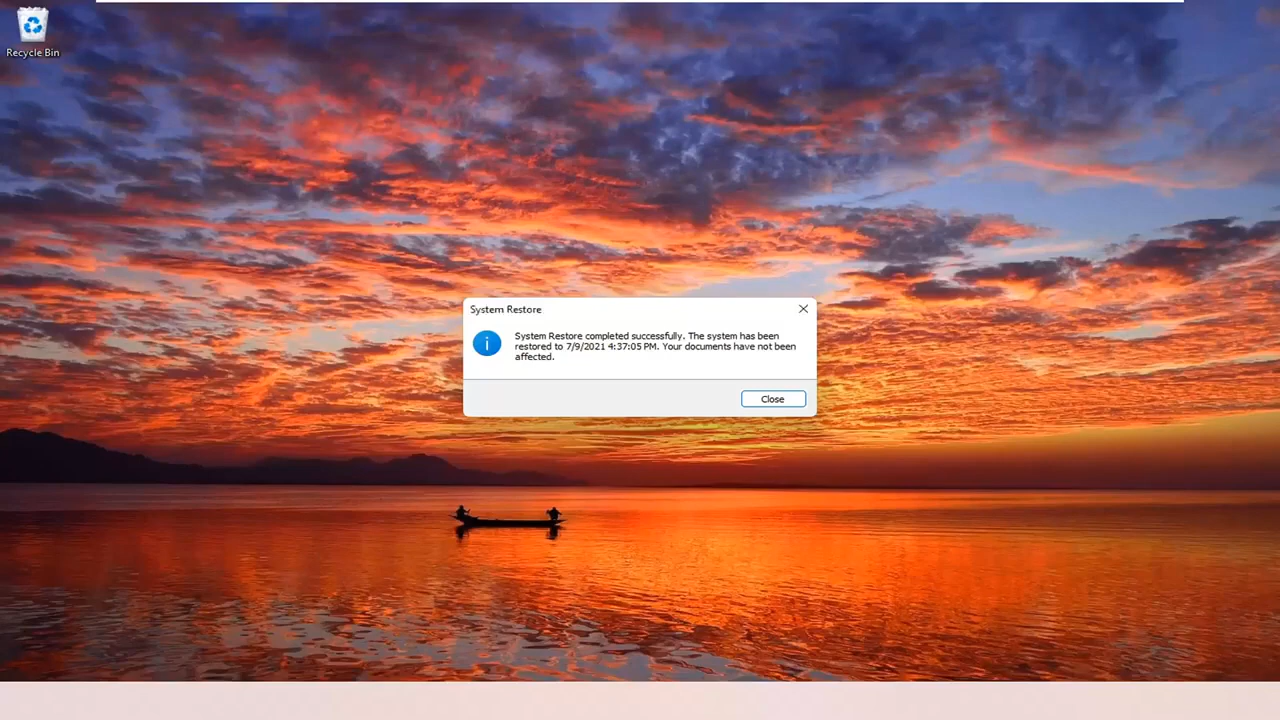 Recycle Bin
System Restore
System Restore completed successfully. The system has been
restored to 7/9/2021 4:37:05 PM. Your documents have not been
affected.
Close